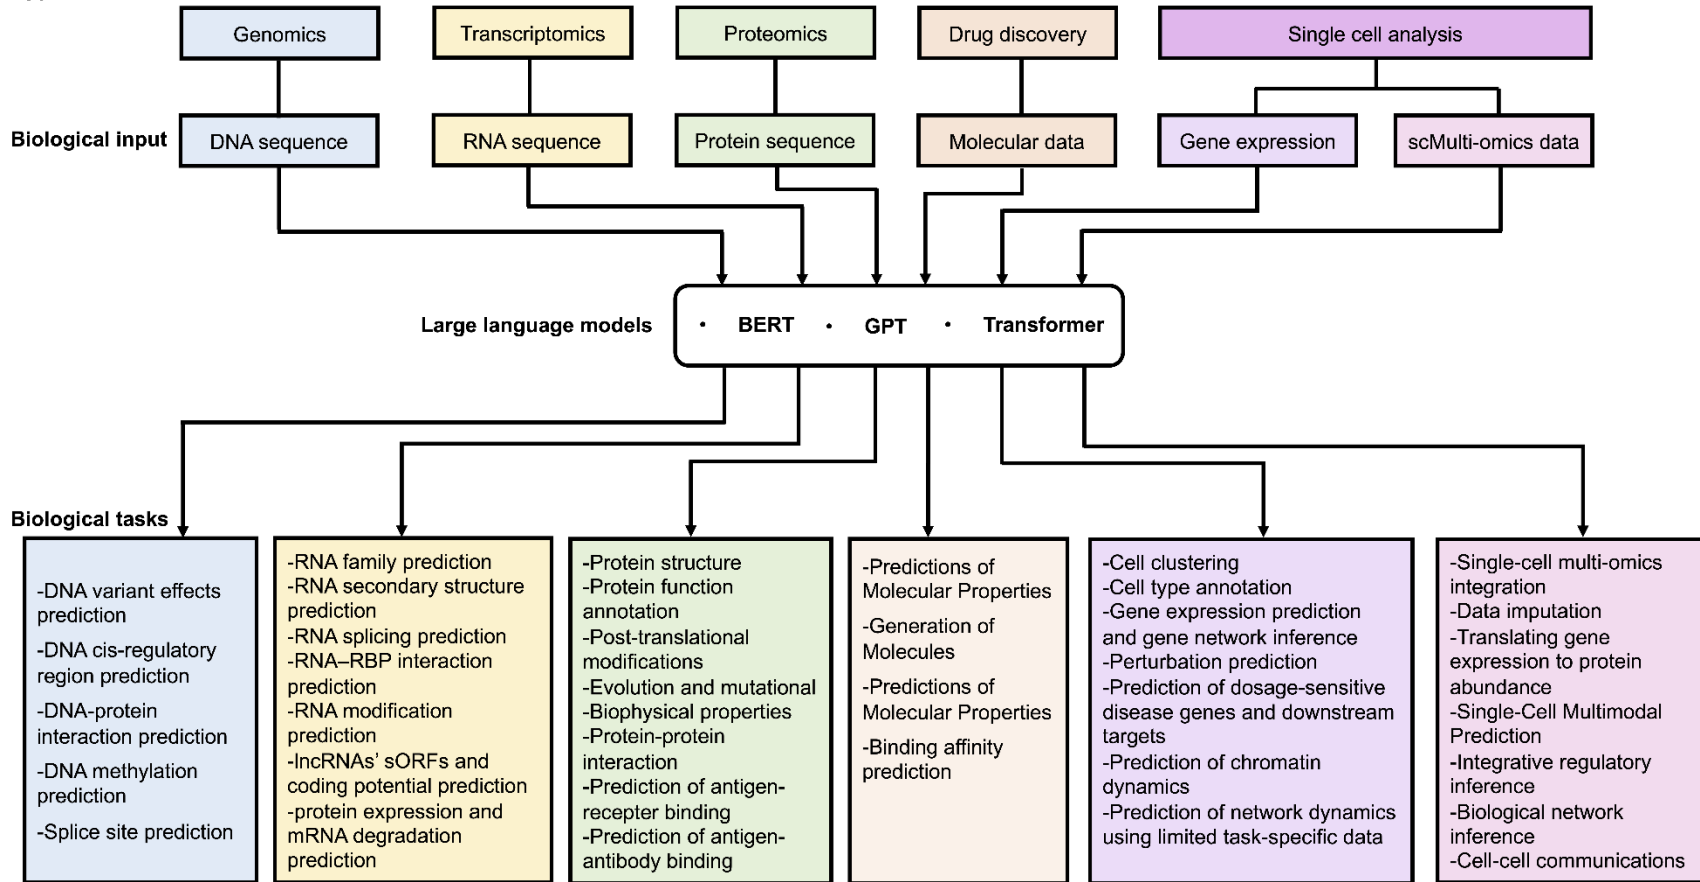 Genomics
Transcriptomics
Proteomics
Drug discovery
Single cell analysis
Biological input
DNA sequence
RNA sequence
Protein sequence
Molecular data
Gene expression
scMulti-omics data
Large language models
· BERT · GPT · Transformer
Biological tasks
-DNA variant effects
prediction
-DNA cis-regulatory
region prediction
-DNA-protein
interaction prediction
-DNA methylation
prediction
-Splice site prediction
-RNA family prediction
-RNA secondary structure
prediction
-RNA splicing prediction
-RNA–RBP interaction
prediction
-RNA modification
prediction
-lncRNAs’ sORFs and
coding potential prediction
-protein expression and
mRNA degradation
prediction
-Protein structure
-Protein function
annotation
-Post-translational
modifications
-Evolution and mutational
-Biophysical properties
-Protein-protein
interaction
-Prediction of antigen-
recepter binding
-Prediction of antigen-
antibody binding
-Predictions of
Molecular Properties
-Generation of
Molecules
-Predictions of
Molecular Properties
-Binding affinity
prediction
-Cell clustering
-Cell type annotation
-Gene expression prediction
and gene network inference
-Perturbation prediction
-Prediction of dosage-sensitive
disease genes and downstream
targets
-Prediction of chromatin
dynamics
-Prediction of network dynamics
using limited task-specific data
-Single-cell multi-omics
integration
-Data imputation
-Translating gene
expression to protein
abundance
-Single-Cell Multimodal
Prediction
-Integrative regulatory
inference
-Biological network
inference
-Cell-cell communications